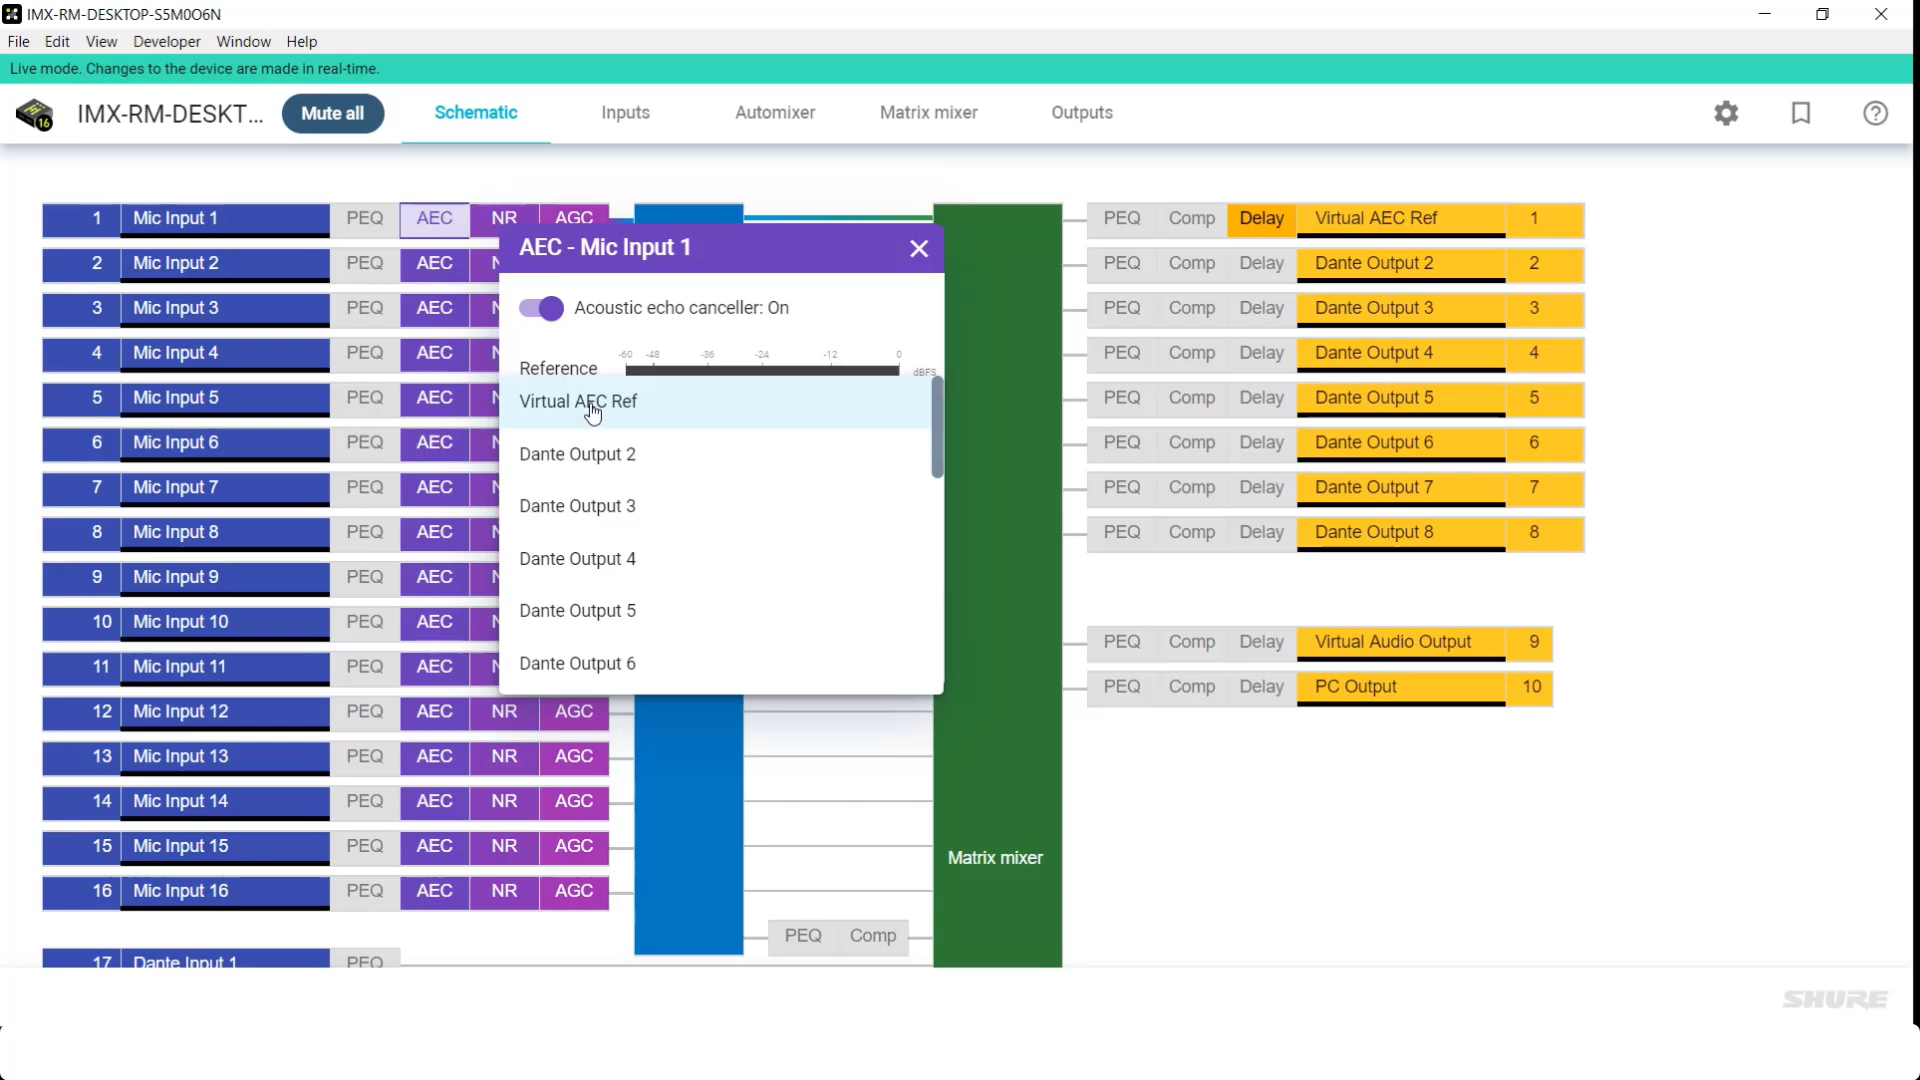 IMX-RM-DESKTOP-S5M0O6N
File Edit View Developer Window Help
Live mode. Changes to the device are made in real-time.
16 IMX-RM-DESKT... Mute all Schematic Inputs Automixer Matrix mixer Outputs
1 Mic Input 1 PEQ AEC NR AGC PEQ Comp Delay Virtual AEC Ref 1
2 Mic Input 2 PEQ AEC N PEQ Comp Delay Dante Output 2 2
3 Mic Input 3 PEQ AEC N PEQ Comp Delay Dante Output 3 3
4 Mic Input 4 PEQ AEC N PEQ Comp Delay Dante Output 4 4
5 Mic Input 5 PEQ AEC N PEQ Comp Delay Dante Output 5 5
6 Mic Input 6 PEQ AEC N PEQ Comp Delay Dante Output 6 6
7 Mic Input 7 PEQ AEC N PEQ Comp Delay Dante Output 7 7
8 Mic Input 8 PEQ AEC N PEQ Comp Delay Dante Output 8 8
9 Mic Input 9 PEQ AEC N
10 Mic Input 10 PEQ AEC N PEQ Comp Delay Virtual Audio Output 9
11 Mic Input 11 PEQ AEC N PEQ Comp Delay PC Output 10
12 Mic Input 12 PEQ AEC NR AGC
13 Mic Input 13 PEQ AEC NR AGC
14 Mic Input 14 PEQ AEC NR AGC
15 Mic Input 15 PEQ AEC NR AGC
16 Mic Input 16 PEQ AEC NR AGC
17 Dante Input 1 PEQ
AEC - Mic Input 1
Acoustic echo canceller: On
-60 -48 -36 -24 -12 0
Reference dBFS
Virtual AEC Ref
Dante Output 2
Dante Output 3
Dante Output 4
Dante Output 5
Dante Output 6
Matrix mixer
PEQ Comp
SHURE